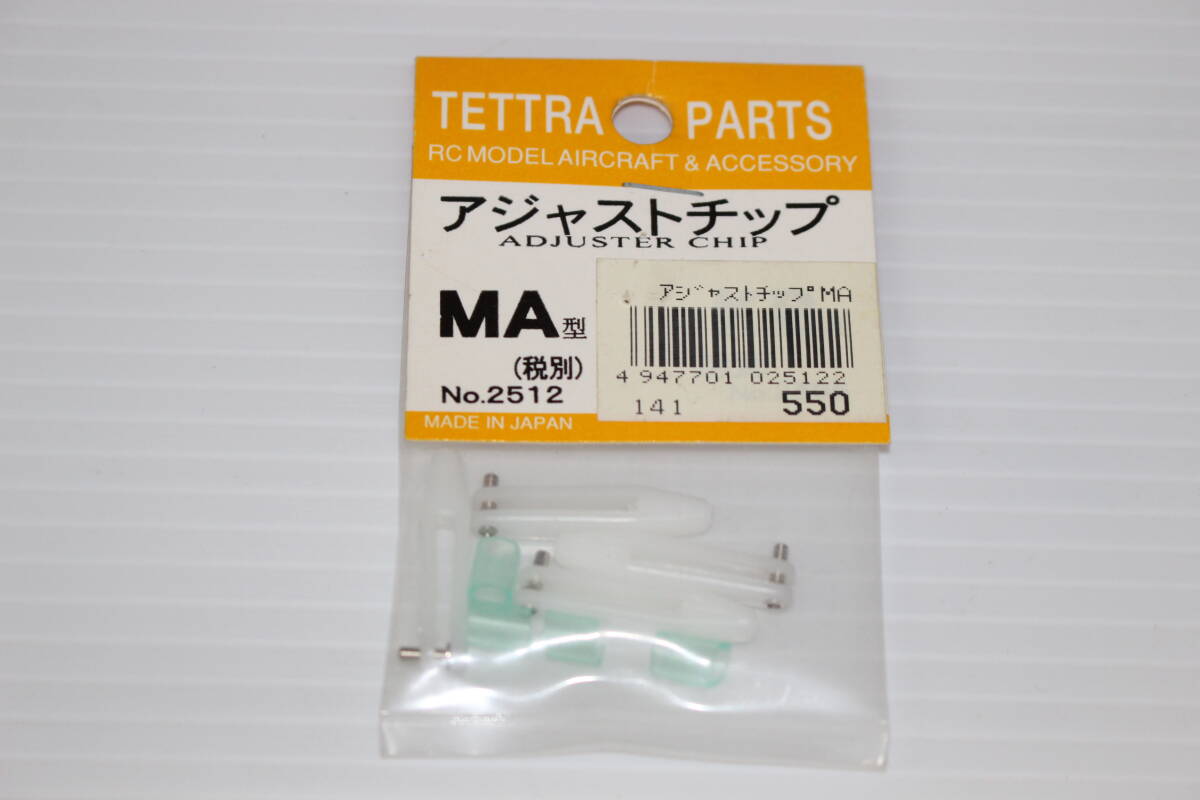 TETTRA PARTS
RC MODEL AIRCRAFT & ACCESSORY
アジャストチップ
ADJUSTER CHIP
MA型
(税別)
No.2512
MADE IN JAPAN
アジャストチップMA
4 947701 025122
141 550